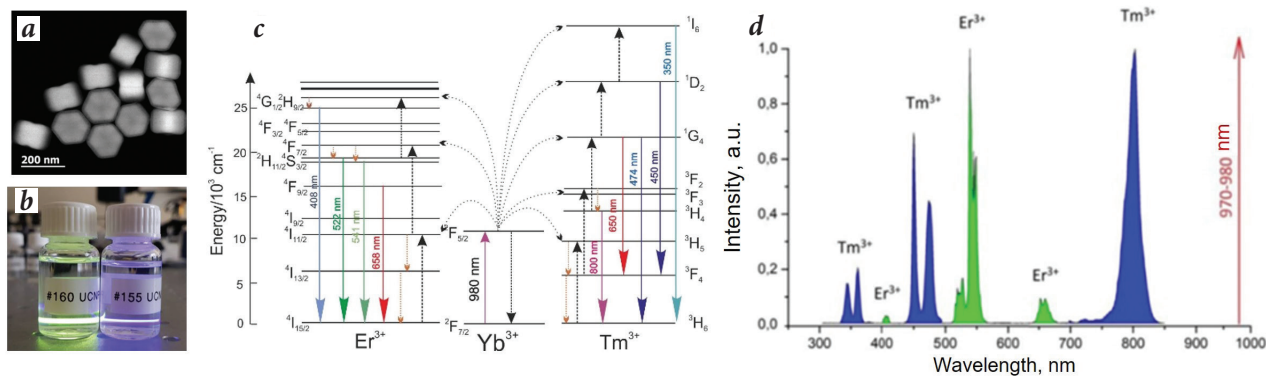 a
200 nm
b
#160 UCNP
#155 UCN
c
Energy/10³ cm⁻¹
25
20
15
10
5
0
⁴G₁/₂²H₉/₂
⁴F₃/₂ ⁴F₅/₂
⁴F₇/₂
²H₁₁/₂⁴S₃/₂
⁴F₉/₂
⁴I₉/₂
⁴I₁₁/₂
⁴I₁₃/₂
⁴I₁₅/₂
408 nm
522 nm
541 nm
658 nm
Er³⁺
²F₅/₂
980 nm
²F₇/₂
Yb³⁺
¹I₆
350 nm
¹D₂
¹G₄
474 nm
450 nm
³F₂
³F₃
³H₄
650 nm
³H₅
800 nm
³F₄
³H₆
Tm³⁺
d
Intensity, a.u.
1,0
0,8
0,6
0,4
0,2
0,0
Tm³⁺
Er³⁺
Tm³⁺
Er³⁺
Er³⁺
Tm³⁺
970-980 nm
300 400 500 600 700 800 900 1000
Wavelength, nm